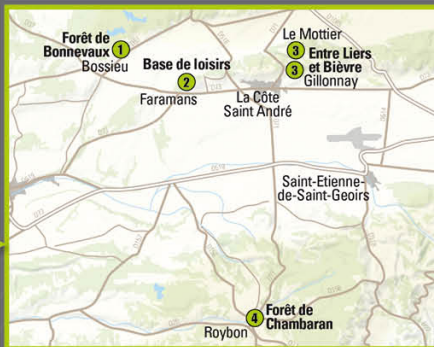 Forêt de
Bonnevaux
1
Bossieu
Base de loisirs
2
Faramans
Le Mottier
3
Entre Liers
et Bièvre
3
Gillonnay
La Côte
Saint André
Saint-Etienne-
de-Saint-Geoirs
4
Forêt de
Chambaran
Roybon